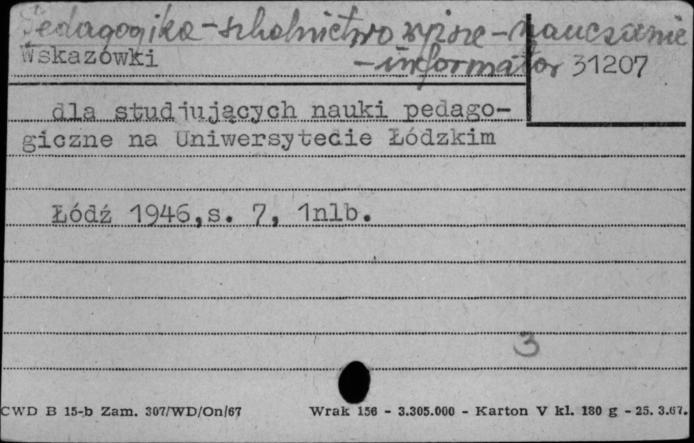 Pedagogika - szkolnictwo wyższe - nauczanie
Wskazówki - informator 31207
dla studjujących nauki pedago-
giczne na Uniwersytecie Łódzkim
Łódź 1946, s. 7, 1nlb.
3
CWD B 15-b Zam. 307/WD/On/67 Wrak 156 - 3.305.000 - Karton V kl. 180 g - 25. 3.67.